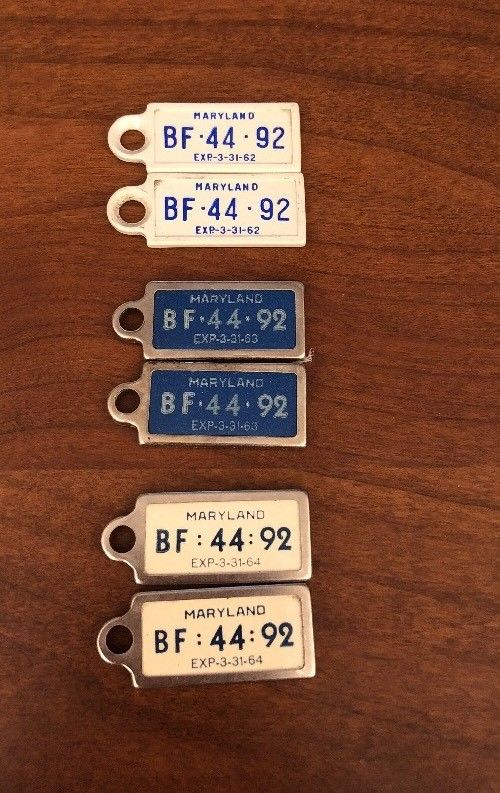 MARYLAND
BF·44·92
EXP-3-31-62
MARYLAND
BF·44·92
EXP-3-31-62
MARYLAND
BF·44·92
EXP-3-31-63
MARYLAND
BF·44·92
EXP-3-31-63
MARYLAND
BF:44:92
EXP-3-31-64
MARYLAND
BF:44:92
EXP-3-31-64